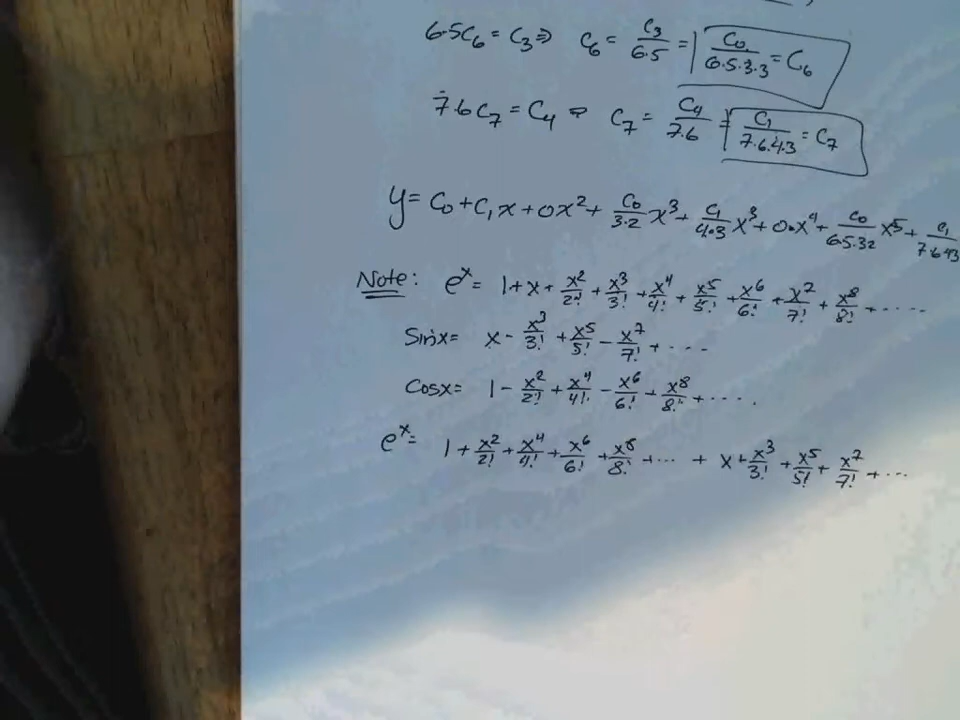 6·5C₆ = C₃ ⇒ C₆ = C₃/6·5 = C₀/6·5·3·3 = C₆
7·6C₇ = C₄ ⇒ C₇ = C₄/7·6 = C₁/7·6·4·3 = C₇
y = C₀ + C₁x + 0x² + C₀/3·2 x³ + C₁/4·3 x³ + 0·x⁴ + C₀/6·5·32 x⁵ + C₁/7·6·43
Note: eˣ = 1 + x + x²/2! + x³/3! + x⁴/4! + x⁵/5! + x⁶/6! + x⁷/7! + x⁸/8! + .....
Sinx = x - x³/3! + x⁵/5! - x⁷/7! + ...
Cosx = 1 - x²/2! + x⁴/4! - x⁶/6! + x⁸/8! + ....
eˣ = 1 + x²/2! + x⁴/4! + x⁶/6! + x⁸/8! + ... + x + x³/3! + x⁵/5! + x⁷/7! + ...